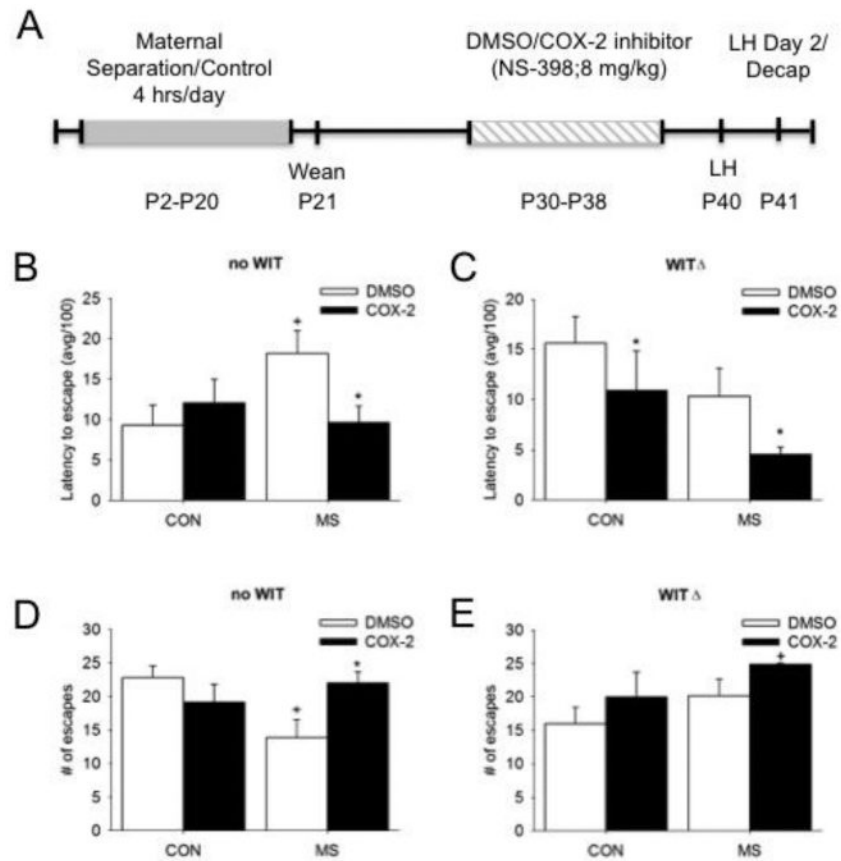 A
Maternal
Separation/Control
4 hrs/day
DMSO/COX-2 inhibitor
(NS-398;8 mg/kg)
LH Day 2/
Decap
Wean
LH
P2-P20
P21
P30-P38
P40
P41
B
no WIT
DMSO
COX-2
Latency to escape (avg/100)
25
20
15
10
5
0
+
*
CON
MS
C
WIT Δ
DMSO
COX-2
Latency to escape (avg/100)
20
15
10
5
0
*
*
CON
MS
D
no WIT
DMSO
COX-2
# of escapes
30
25
20
15
10
5
0
+
*
CON
MS
E
WIT Δ
DMSO
COX-2
# of escapes
30
25
20
15
10
5
0
+
CON
MS